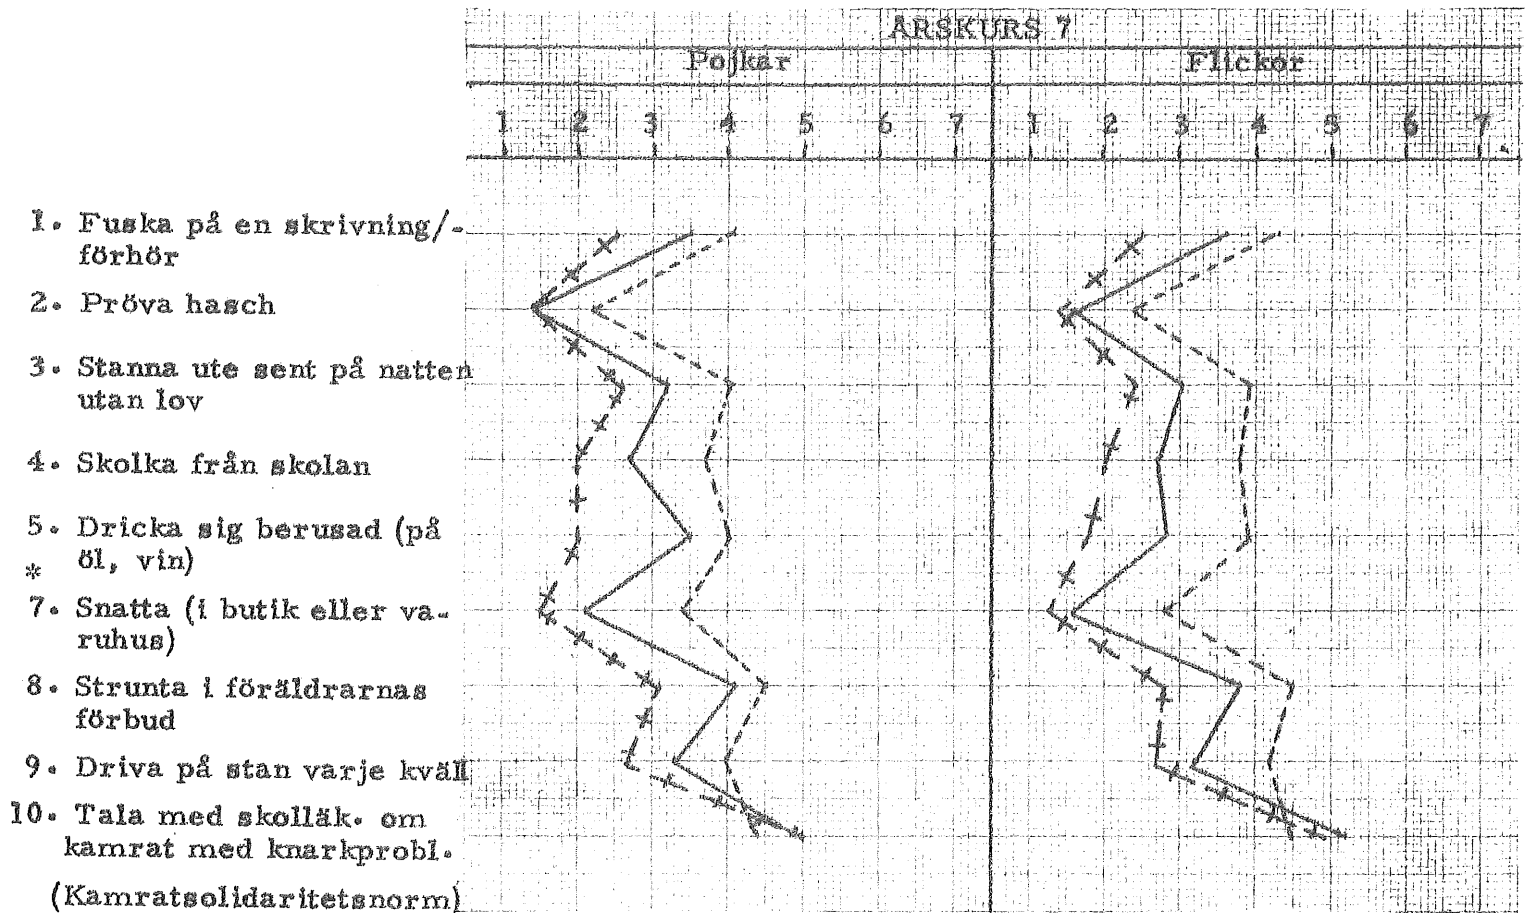 ÅRSKURS 7
Pojkar Flickor
1 2 3 4 5 6 7 1 2 3 4 5 6 7
1. Fuska på en skrivning/-
förhör
2. Pröva hasch
3. Stanna ute sent på natten
utan lov
4. Skolka från skolan
5. Dricka sig berusad (på
* öl, vin)
7. Snatta (i butik eller va-
ruhus)
8. Strunta i föräldrarnas
förbud
9. Driva på stan varje kväll
10. Tala med skolläk. om
kamrat med knarkprobl.
(Kamratsolidaritetsnorm)